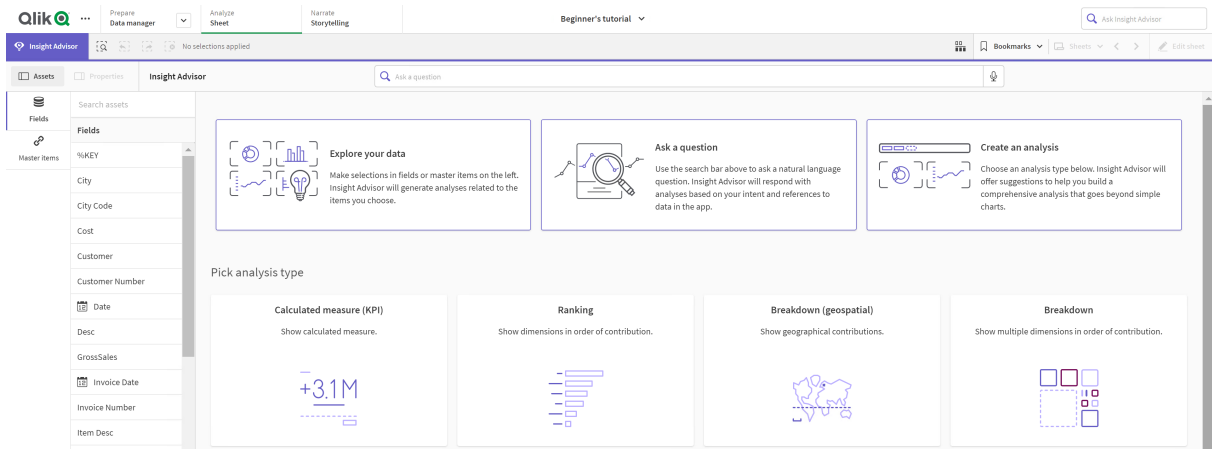 Qlik
Prepare
Data manager
Analyze
Sheet
Narrate
Storytelling
Beginner's tutorial
Ask Insight Advisor
Insight Advisor
No selections applied
Bookmarks
Sheets
Edit sheet
Assets
Properties
Insight Advisor
Ask a question
Fields
Master items
Search assets
Fields
%KEY
City
City Code
Cost
Customer
Customer Number
Date
Desc
GrossSales
Invoice Date
Invoice Number
Item Desc
Explore your data
Make selections in fields or master items on the left.
Insight Advisor will generate analyses related to the
items you choose.
Ask a question
Use the search bar above to ask a natural language
question. Insight Advisor will respond with
analyses based on your intent and references to
data in the app.
Create an analysis
Choose an analysis type below. Insight Advisor will
offer suggestions to help you build a
comprehensive analysis that goes beyond simple
charts.
Pick analysis type
Calculated measure (KPI)
Show calculated measure.
+3.1M
Ranking
Show dimensions in order of contribution.
Breakdown (geospatial)
Show geographical contributions.
Breakdown
Show multiple dimensions in order of contribution.